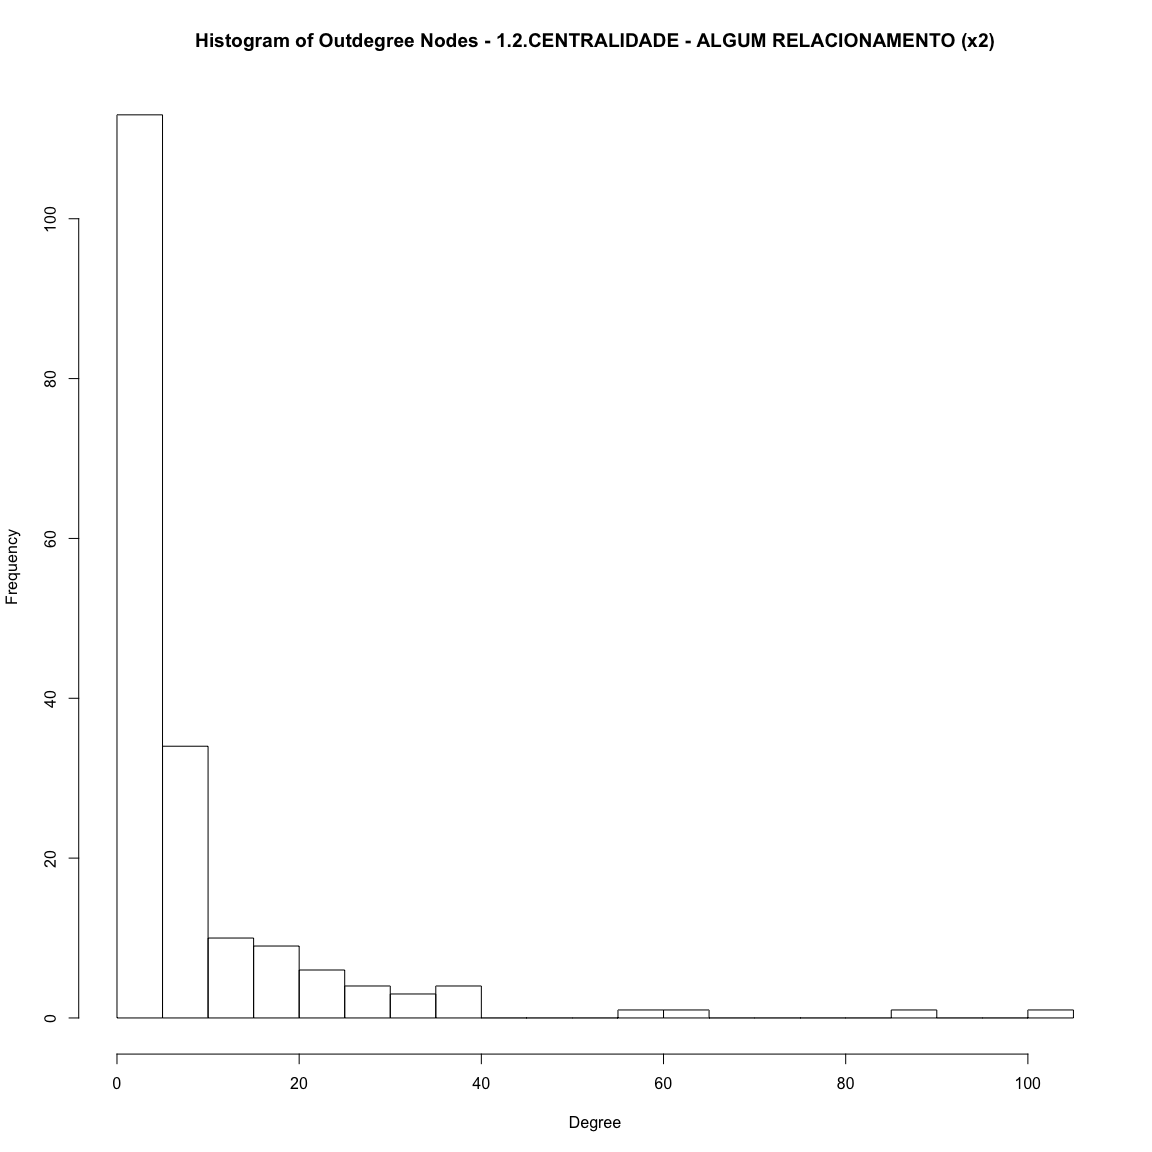 Histogram of Outdegree Nodes - 1.2.CENTRALIDADE - ALGUM RELACIONAMENTO (x2)
Frequency
100
80
60
40
20
0
0 20 40 60 80 100
Degree